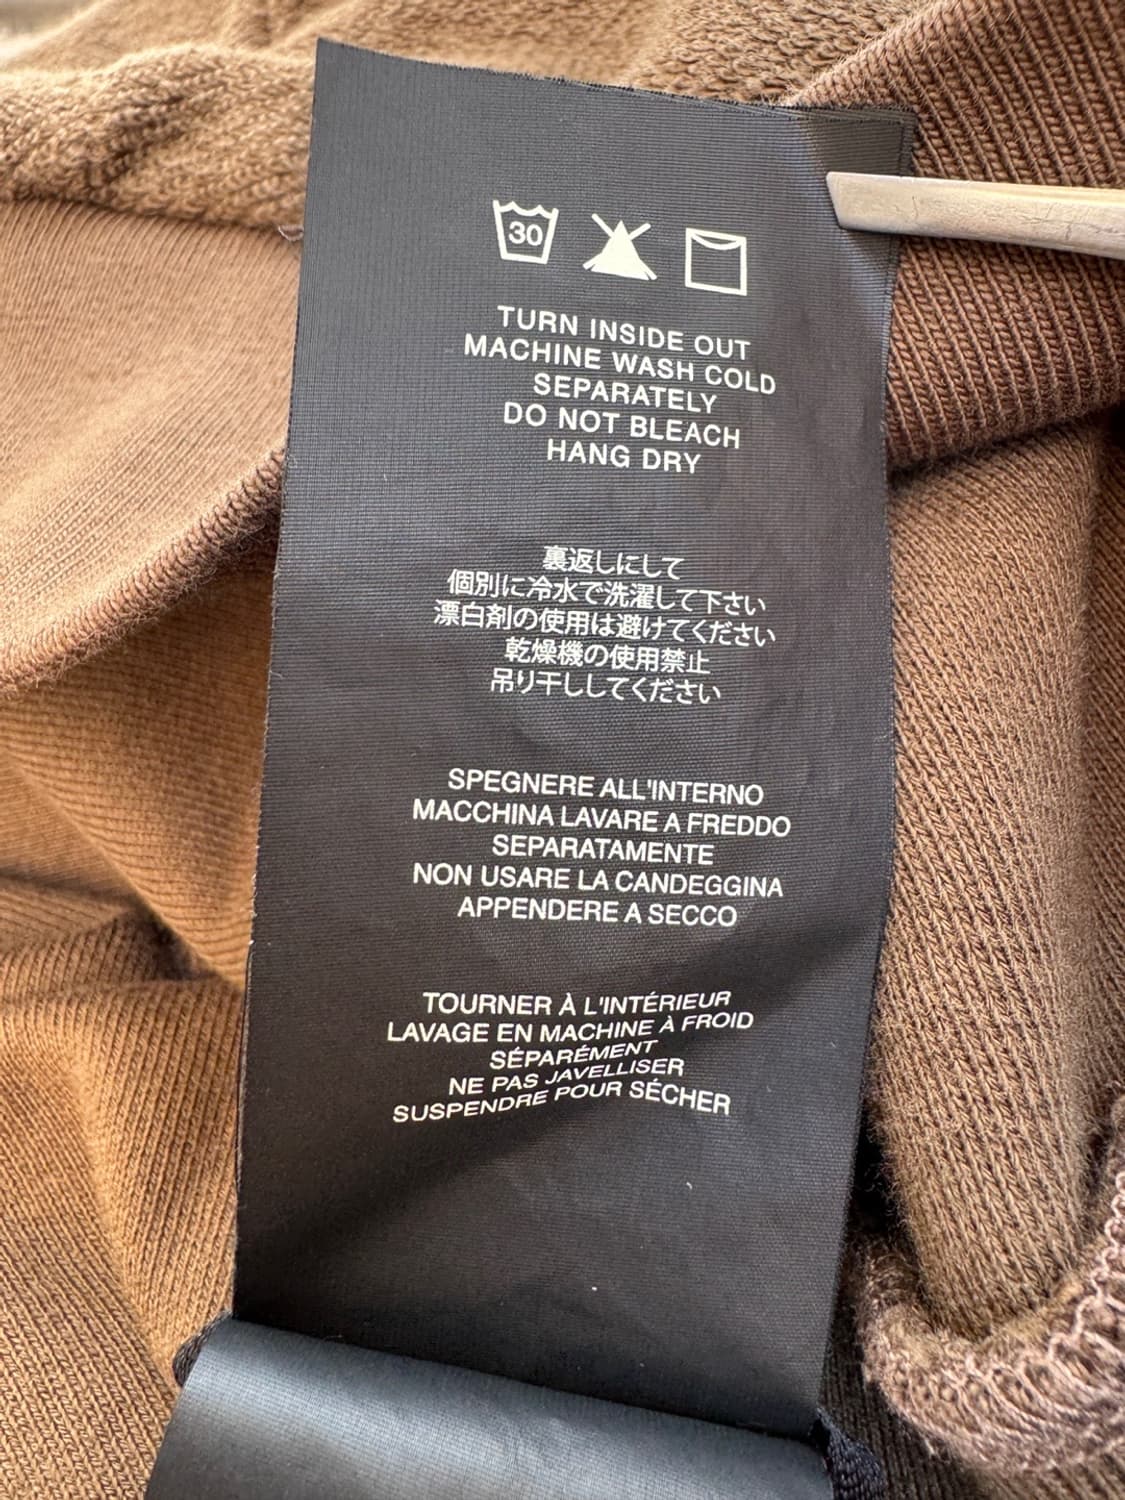 30
TURN INSIDE OUT
MACHINE WASH COLD
SEPARATELY
DO NOT BLEACH
HANG DRY
裏返しにして
個別に冷水で洗濯して下さい
漂白剤の使用は避けてください
乾燥機の使用禁止
吊り干ししてください
SPEGNERE ALL'INTERNO
MACCHINA LAVARE A FREDDO
SEPARATAMENTE
NON USARE LA CANDEGGINA
APPENDERE A SECCO
TOURNER À L'INTÉRIEUR
LAVAGE EN MACHINE À FROID
SÉPARÉMENT
NE PAS JAVELLISER
SUSPENDRE POUR SÉCHER